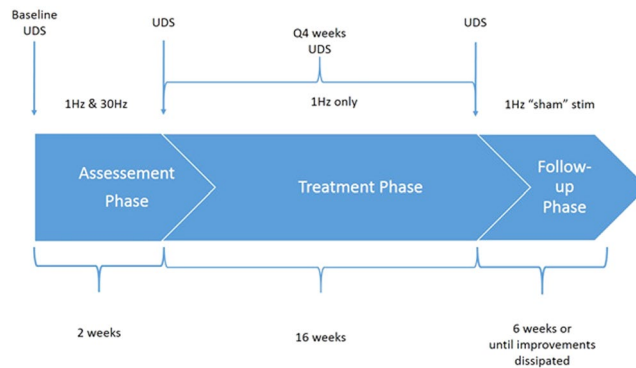 Baseline
UDS
UDS
Q4 weeks
UDS
UDS
1Hz & 30Hz
1Hz only
1Hz “sham” stim
Assessement
Phase
Treatment Phase
Follow-
up
Phase
2 weeks
16 weeks
6 weeks or
until improvements
dissipated